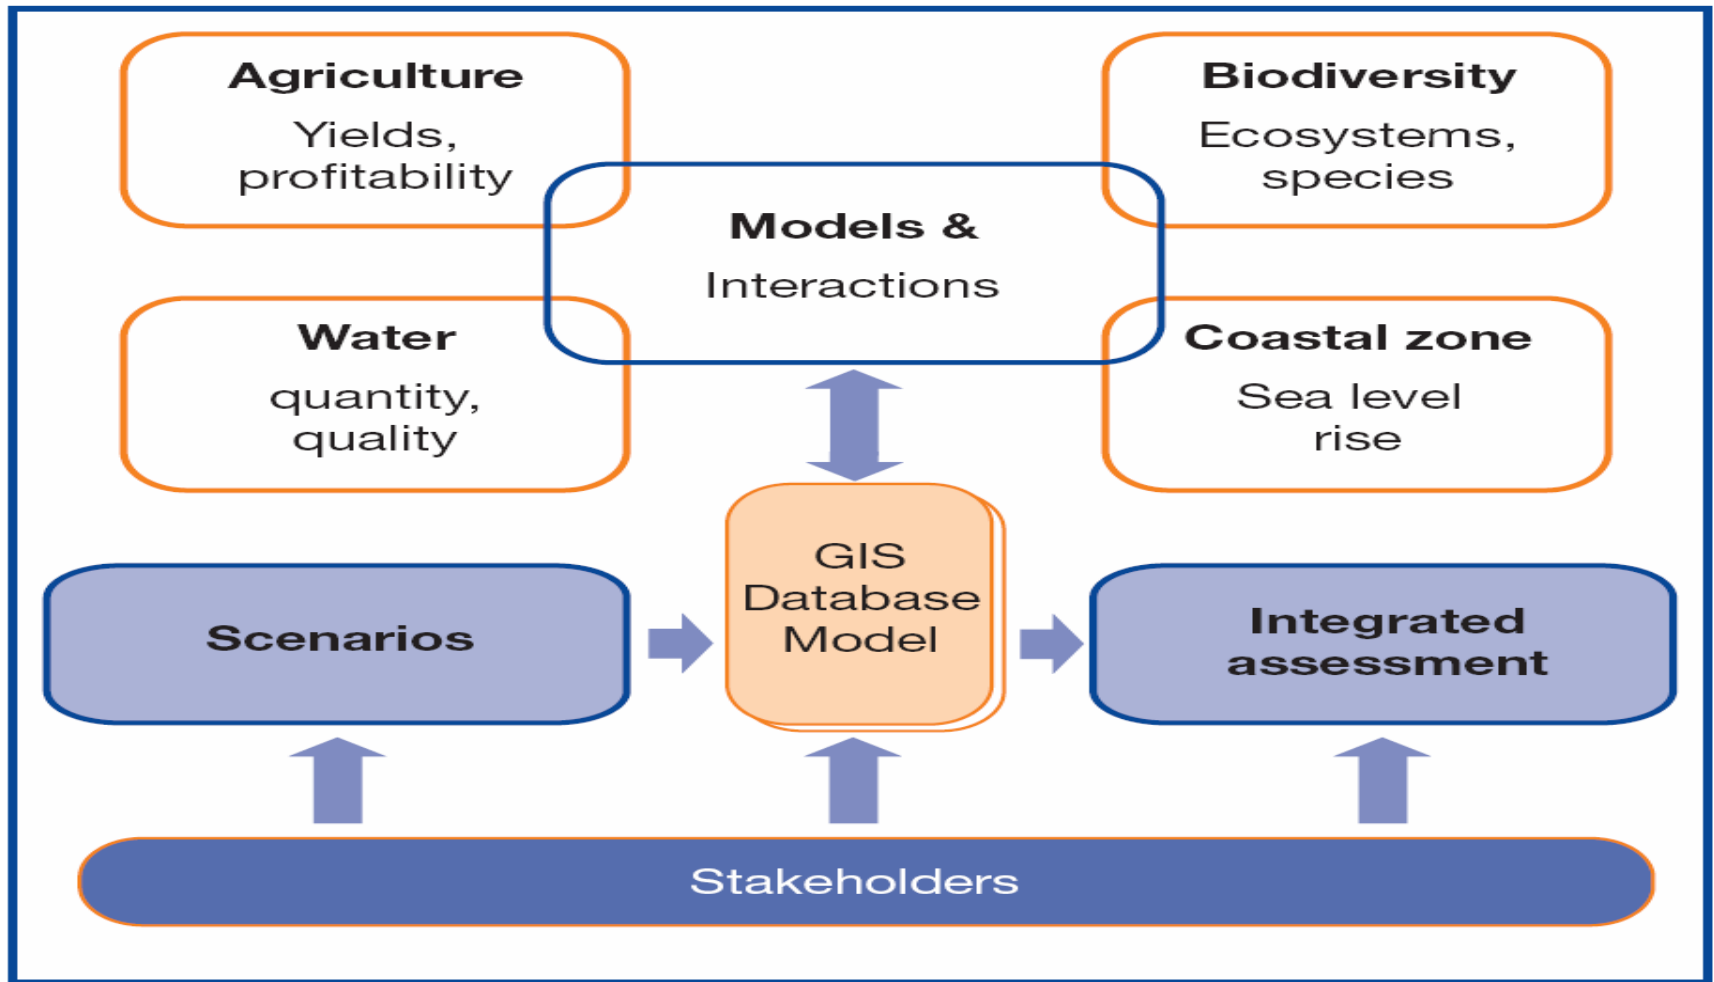 Agriculture
Yields,
profitability
Biodiversity
Ecosystems,
species
Models &
Interactions
Water
quantity,
quality
Coastal zone
Sea level
rise
Scenarios
GIS
Database
Model
Integrated
assessment
Stakeholders